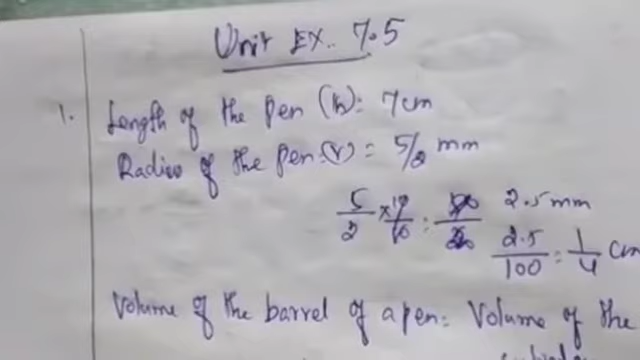 Unit Ex. 7.5
1. Length of the Pen (h): 7cm
Radius of the Pen (r) = 5/2 mm
5/2 × 10/10 = 2.5mm
2.5/100 = 1/4 cm
Volume of the barrel of a pen = Volume of the